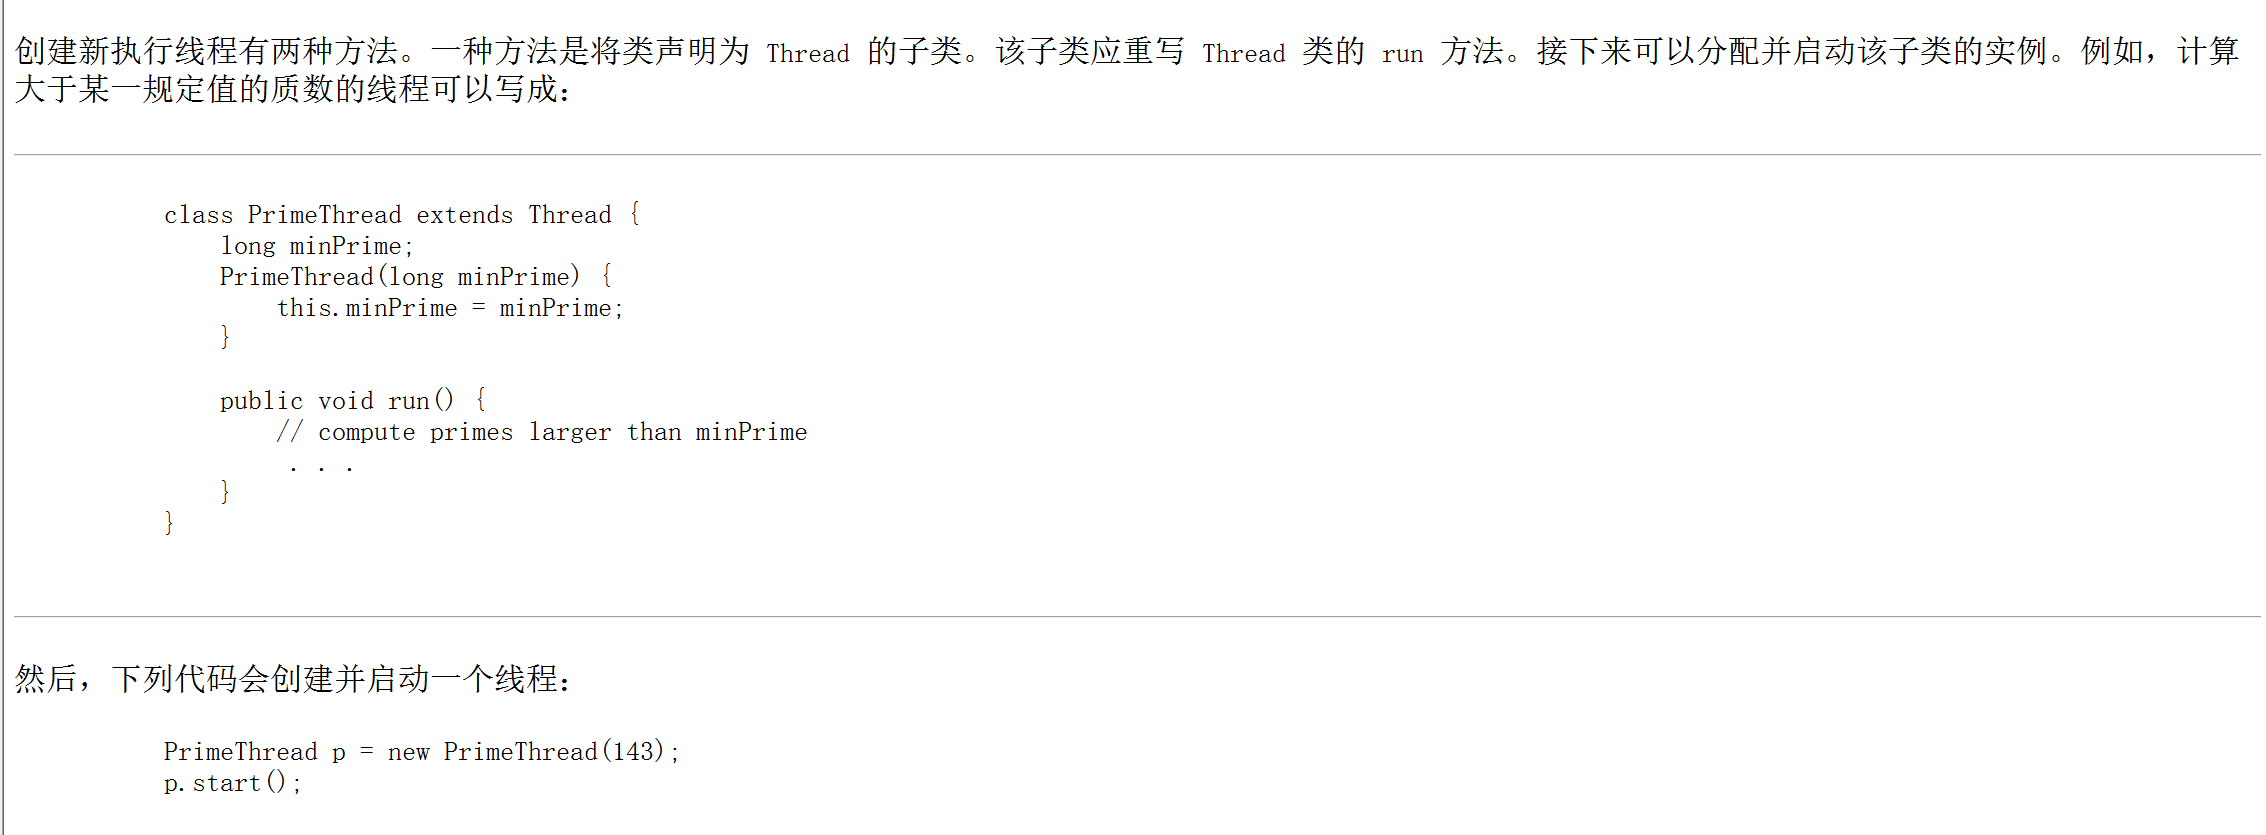 创建新执行线程有两种方法。一种方法是将类声明为 Thread 的子类。该子类应重写 Thread 类的 run 方法。接下来可以分配并启动该子类的实例。例如，计算
大于某一规定值的质数的线程可以写成：
class PrimeThread extends Thread {
    long minPrime;
    PrimeThread(long minPrime) {
        this.minPrime = minPrime;
    }
    public void run() {
        // compute primes larger than minPrime
         . . .
    }
}
然后，下列代码会创建并启动一个线程：
PrimeThread p = new PrimeThread(143);
p.start();